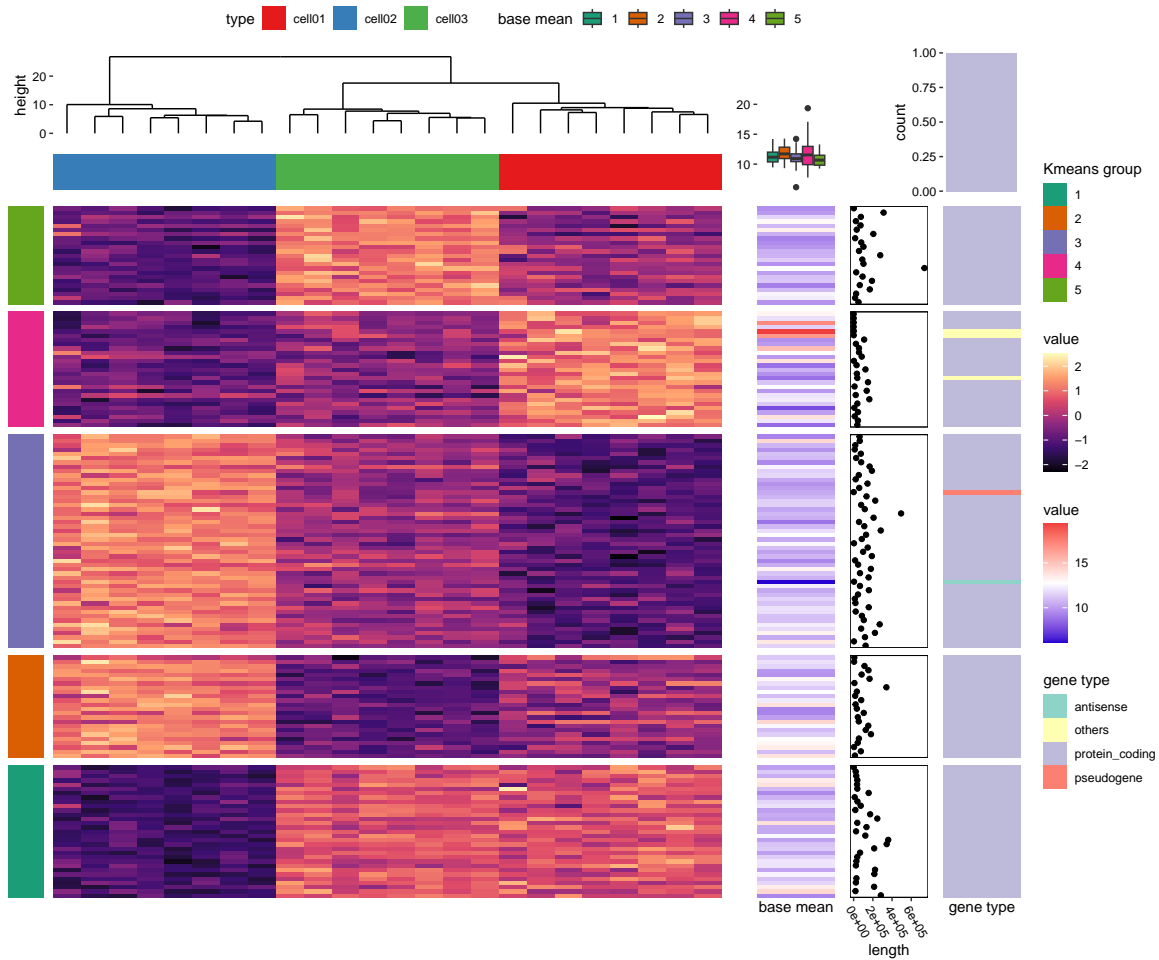 type cell01 cell02 cell03 base mean 1 2 3 4 5
height
20
10
0
20
15
10
count
1.00
0.75
0.50
0.25
0.00
Kmeans group
1
2
3
4
5
value
2
1
0
−1
−2
value
15
10
gene type
antisense
others
protein_coding
pseudogene
base mean
0e+00
2e+05
4e+05
6e+05
length
gene type